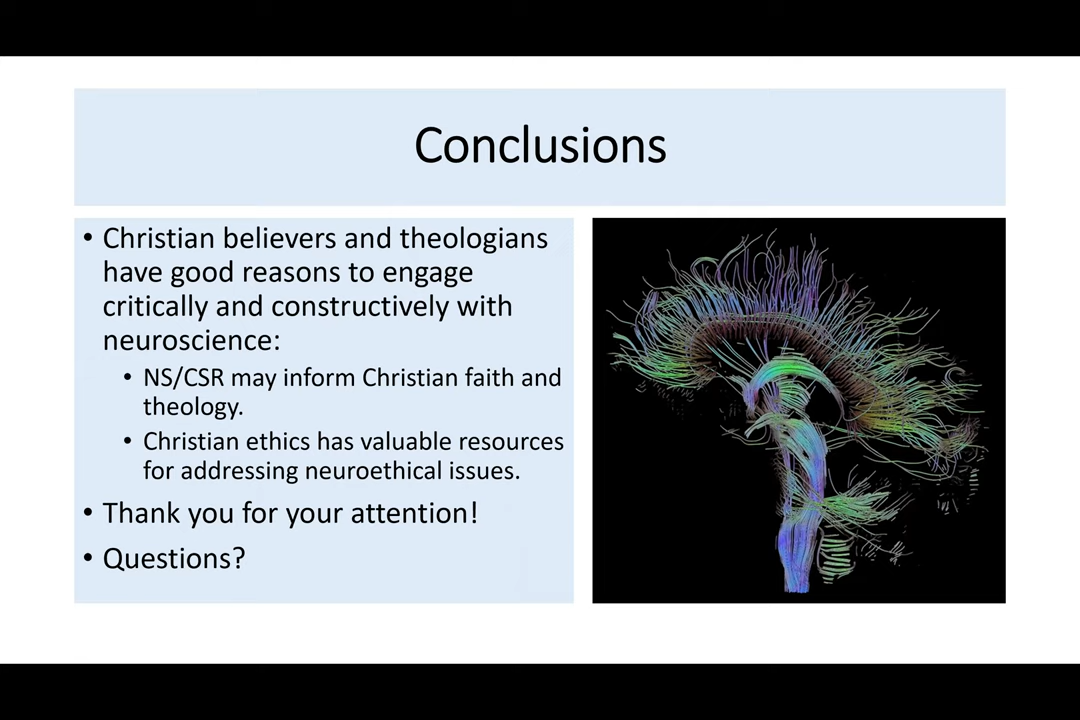 Conclusions
• Christian believers and theologians
have good reasons to engage
critically and constructively with
neuroscience:
• NS/CSR may inform Christian faith and
theology.
• Christian ethics has valuable resources
for addressing neuroethical issues.
• Thank you for your attention!
• Questions?